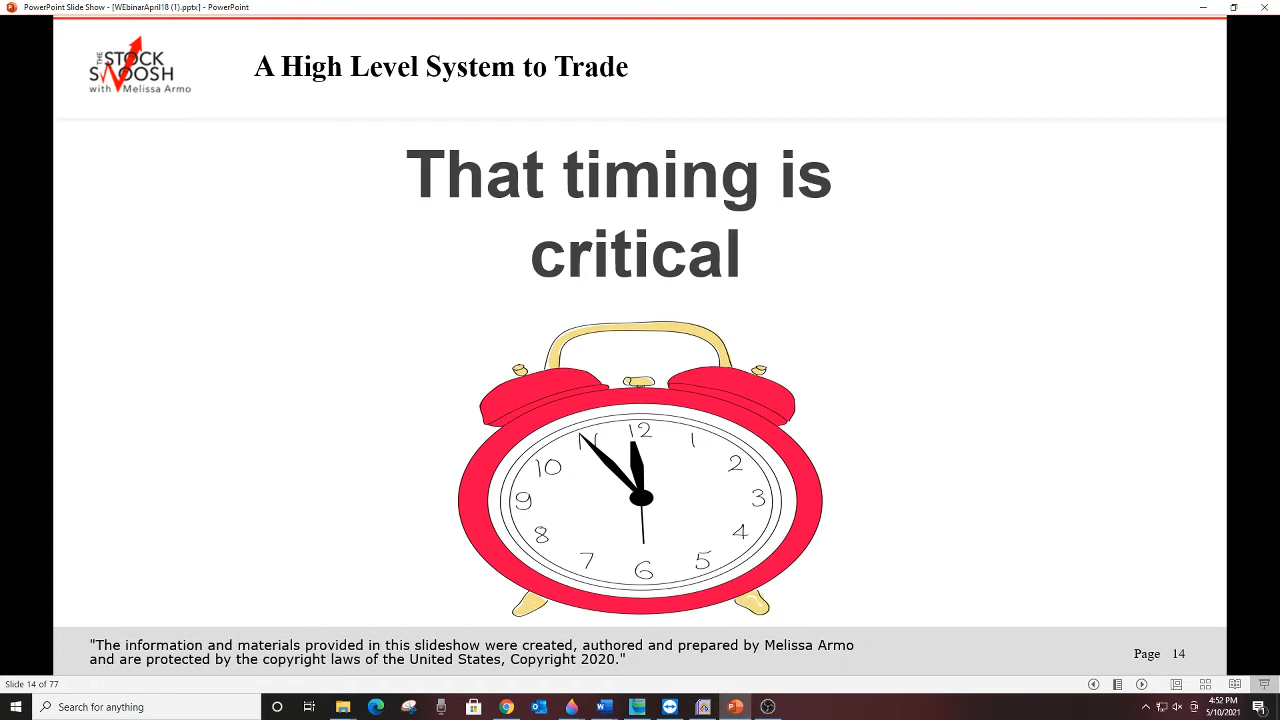 PowerPoint Slide Show - [WEbinarApril18 (1).pptx] - PowerPoint
THE
STOCK
SWOOSH
with Melissa Armo
A High Level System to Trade
That timing is
critical
12
1
10
2
9
3
8
4
7
5
6
"The information and materials provided in this slideshow were created, authored and prepared by Melissa Armo
and are protected by the copyright laws of the United States, Copyright 2020."
Page 14
Slide 14 of 77
Search for anything
4:52 PM
5/10/2021